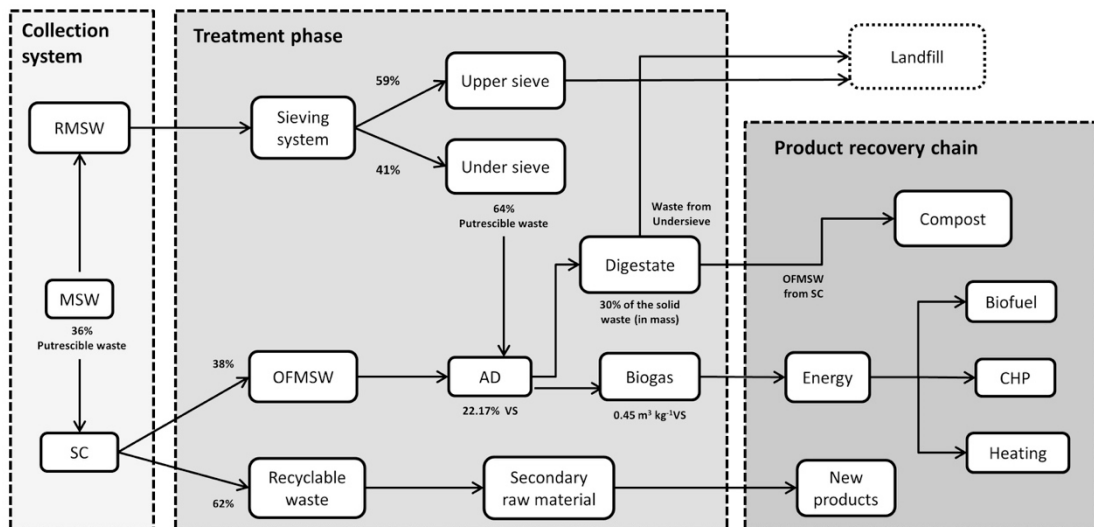 Collection
system
RMSW
MSW
36%
Putrescible waste
SC
Treatment phase
Sieving
system
59%
41%
Upper sieve
Under sieve
64%
Putrescible waste
Waste from
Undersieve
Digestate
30% of the solid
waste (in mass)
38%
OFMSW
AD
22.17% VS
Biogas
0.45 m³ kg⁻¹VS
62%
Recyclable
waste
Secondary
raw material
Landfill
Product recovery chain
Compost
OFMSW
from SC
Energy
Biofuel
CHP
Heating
New
products